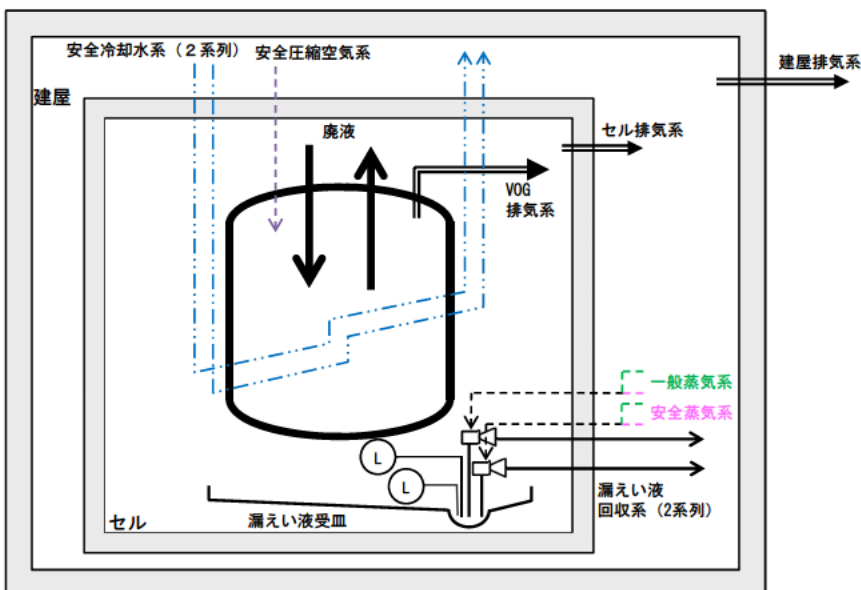 安全冷却水系（２系列）
安全圧縮空気系
建屋排気系
建屋
セル排気系
廃液
VOG
排気系
一般蒸気系
安全蒸気系
L
L
漏えい液
回収系（2系列）
漏えい液受皿
セル